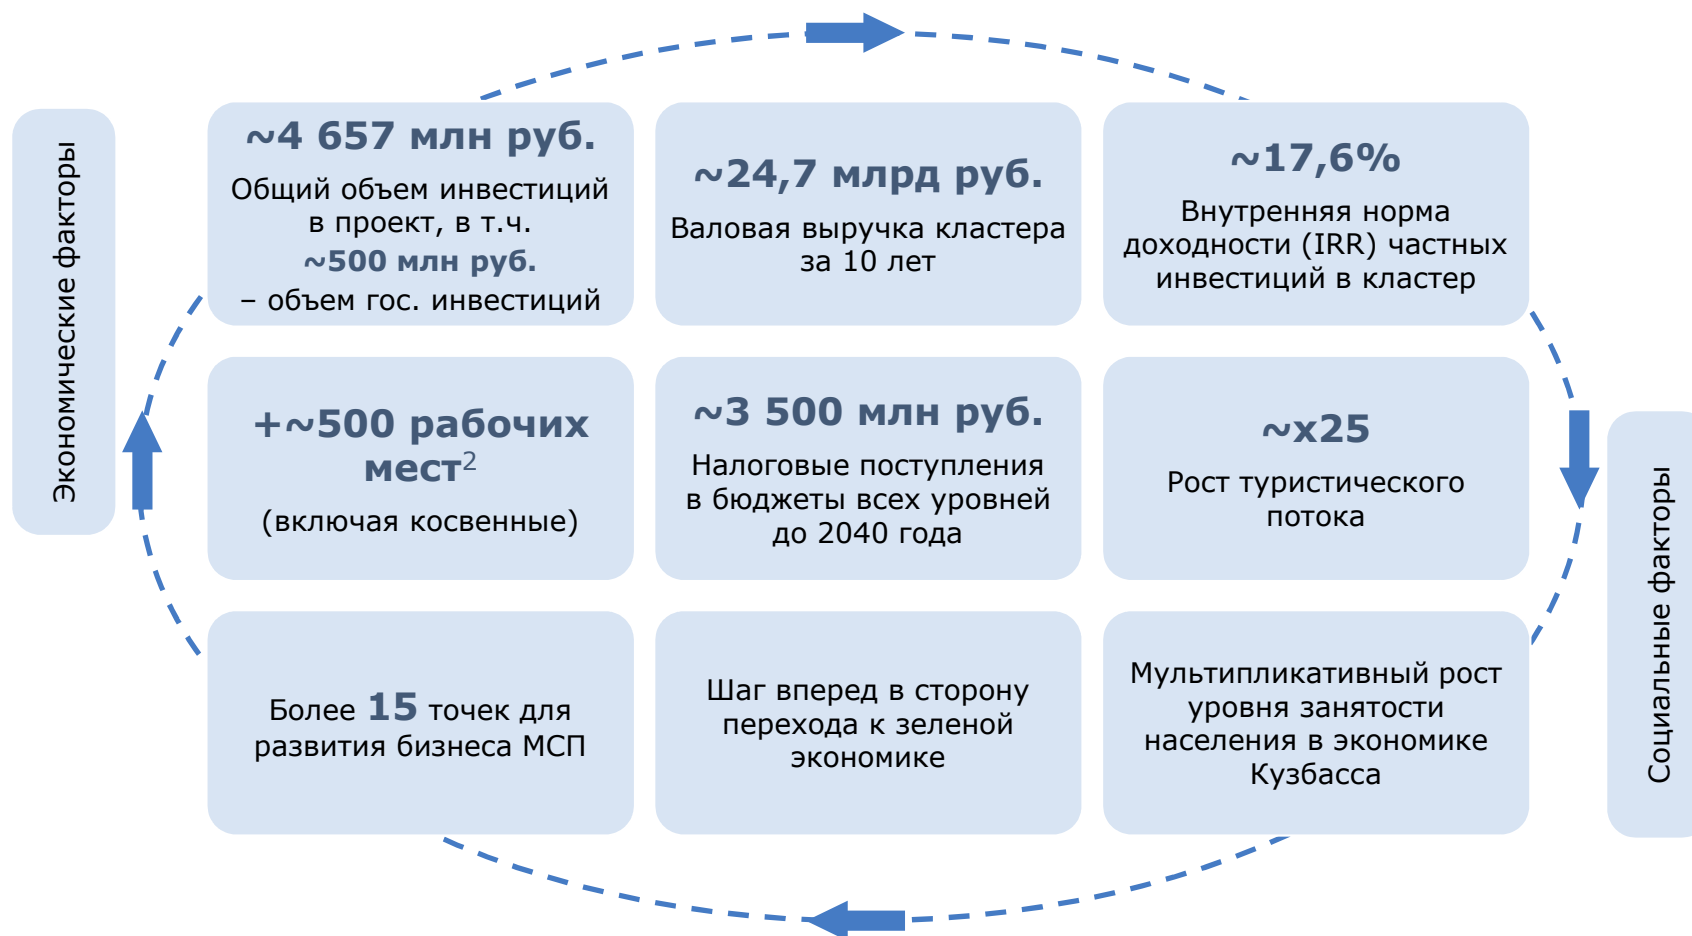 Экономические факторы
~4 657 млн руб.
Общий объем инвестиций
в проект, в т.ч.
~500 млн руб.
– объем гос. инвестиций
~24,7 млрд руб.
Валовая выручка кластера
за 10 лет
~17,6%
Внутренняя норма
доходности (IRR) частных
инвестиций в кластер
+~500 рабочих
мест²
(включая косвенные)
~3 500 млн руб.
Налоговые поступления
в бюджеты всех уровней
до 2040 года
~x25
Рост туристического
потока
Более 15 точек для
развития бизнеса МСП
Шаг вперед в сторону
перехода к зеленой
экономике
Мультипликативный рост
уровня занятости
населения в экономике
Кузбасса
Социальные факторы